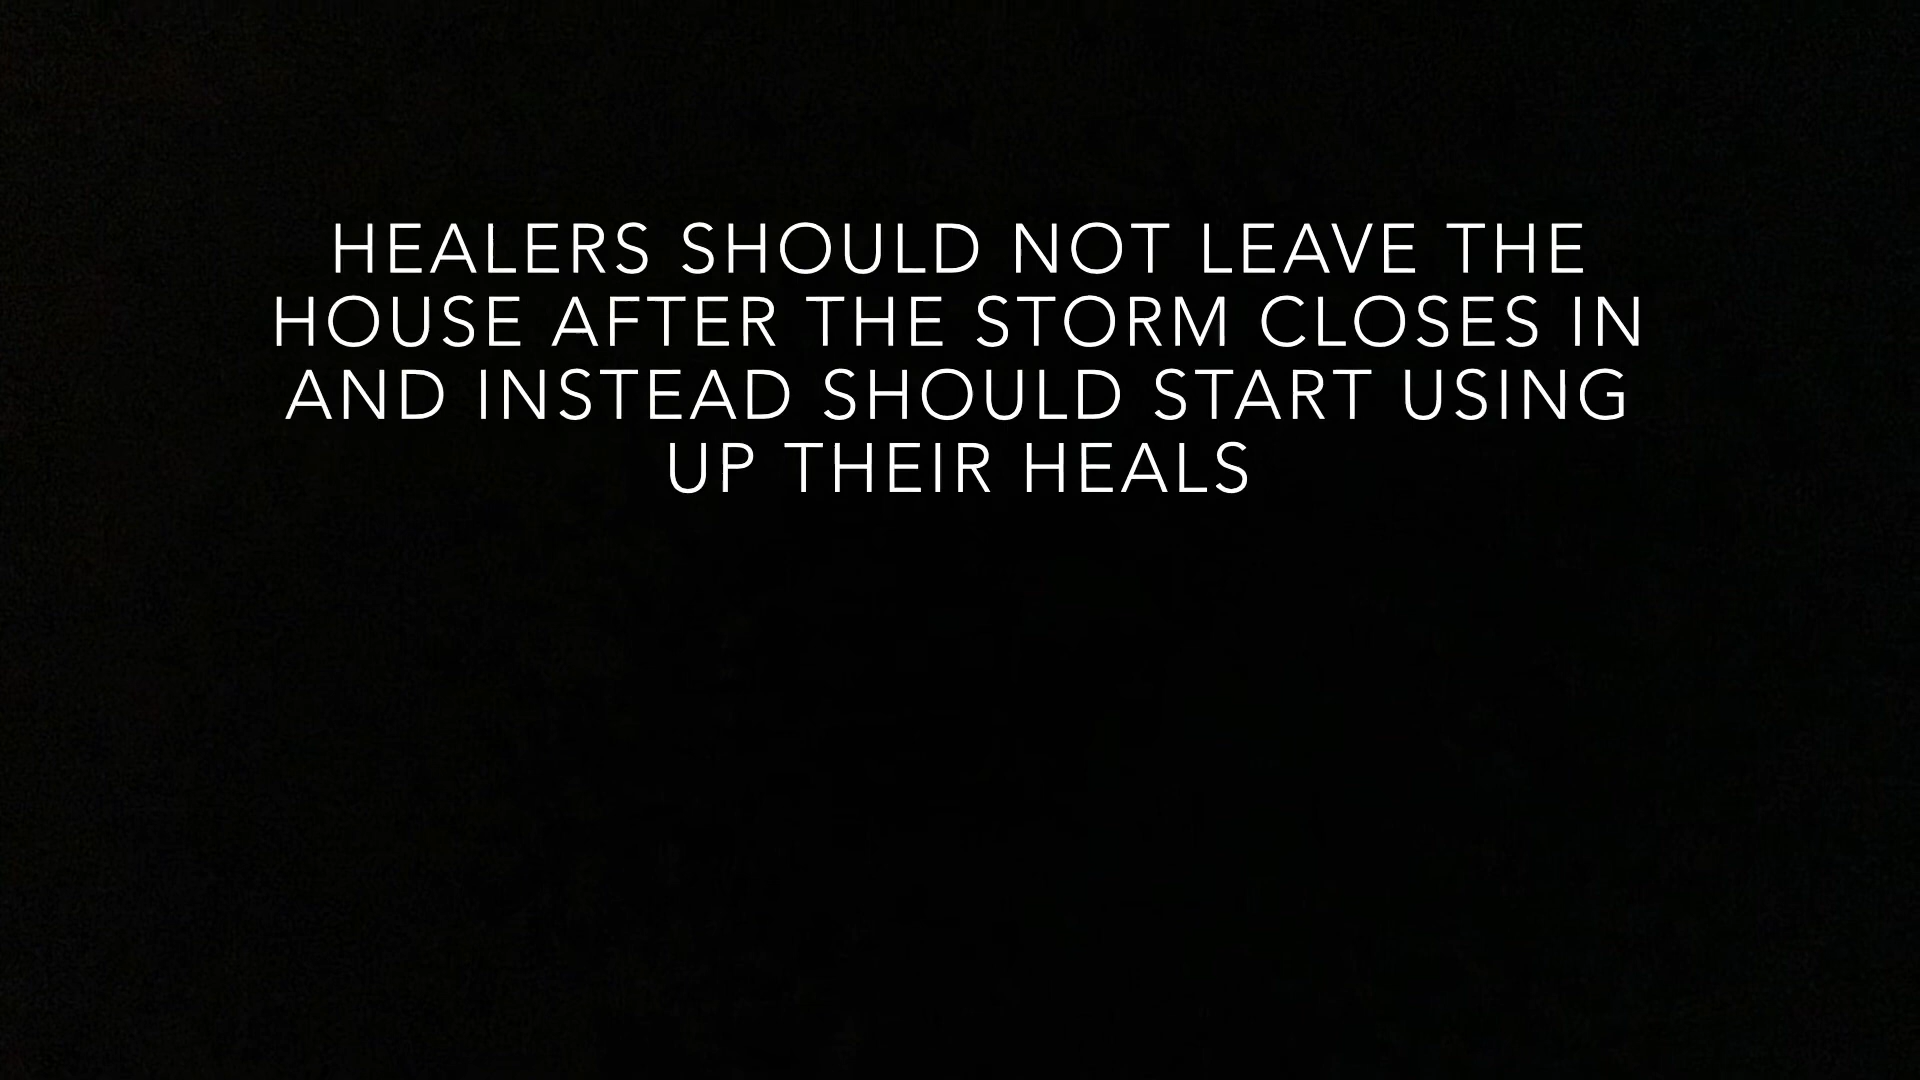 HEALERS SHOULD NOT LEAVE THE
HOUSE AFTER THE STORM CLOSES IN
AND INSTEAD SHOULD START USING
UP THEIR HEALS